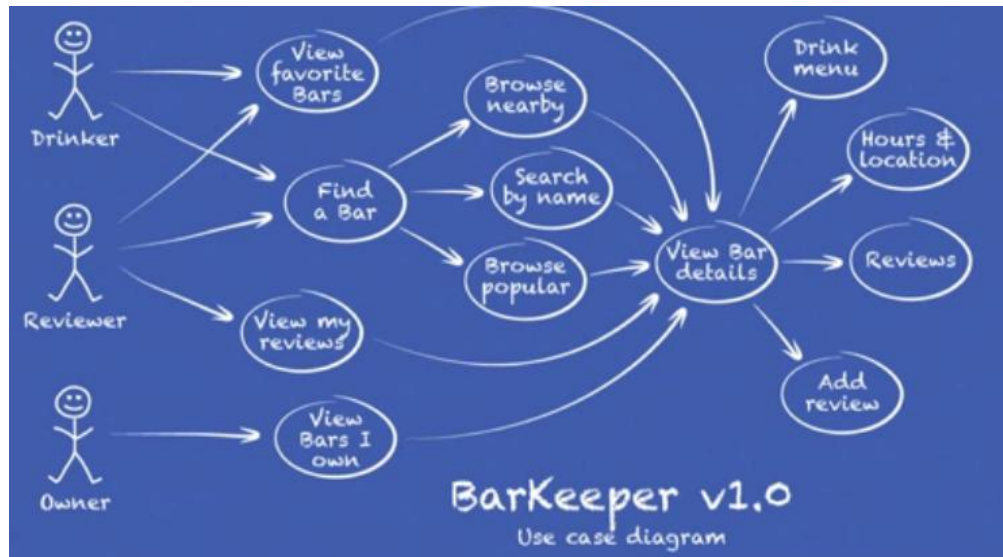 Drinker
Reviewer
Owner
View
favorite
Bars
Find
a Bar
View my
reviews
View
Bars I
own
Browse
nearby
Search
by name
Browse
popular
View Bar
details
Drink
menu
Hours &
location
Reviews
Add
review
BarKeeper v1.0
Use case diagram